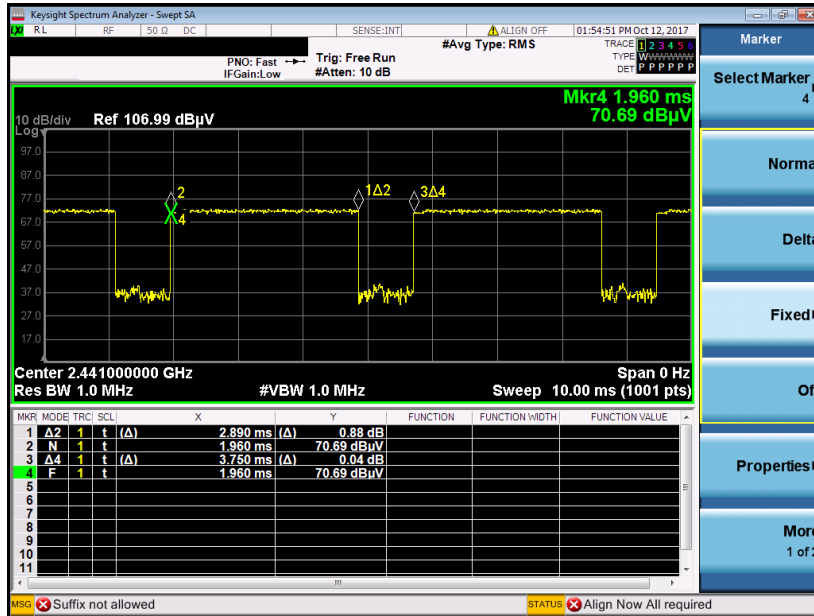 Keysight Spectrum Analyzer - Swept SA
LXI RL RF 50 Ω DC SENSE:INT ALIGN OFF 01:54:51 PM Oct 12, 2017
#Avg Type: RMS TRACE 1 2 3 4 5 6
TYPE WWWWWW
DET P P P P P P
PNO: Fast Trig: Free Run
IFGain:Low #Atten: 10 dB
Mkr4 1.960 ms
70.69 dBµV
10 dB/div Ref 106.99 dBµV
Log
97.0
87.0
77.0
67.0
57.0
47.0
37.0
27.0
17.0
2
4
1Δ2
3Δ4
Center 2.441000000 GHz Span 0 Hz
Res BW 1.0 MHz #VBW 1.0 MHz Sweep 10.00 ms (1001 pts)
MKR MODE TRC SCL X Y FUNCTION FUNCTION WIDTH FUNCTION VALUE
1 Δ2 1 t (Δ) 2.890 ms (Δ) 0.88 dB
2 N 1 t 1.960 ms 70.69 dBµV
3 Δ4 1 t (Δ) 3.750 ms (Δ) 0.04 dB
4 F 1 t 1.960 ms 70.69 dBµV
5
6
7
8
9
10
11
MSG Suffix not allowed STATUS Align Now All required
Marker
Select Marker
4
Norma
Delta
Fixed
Of
Properties
More
1 of 2